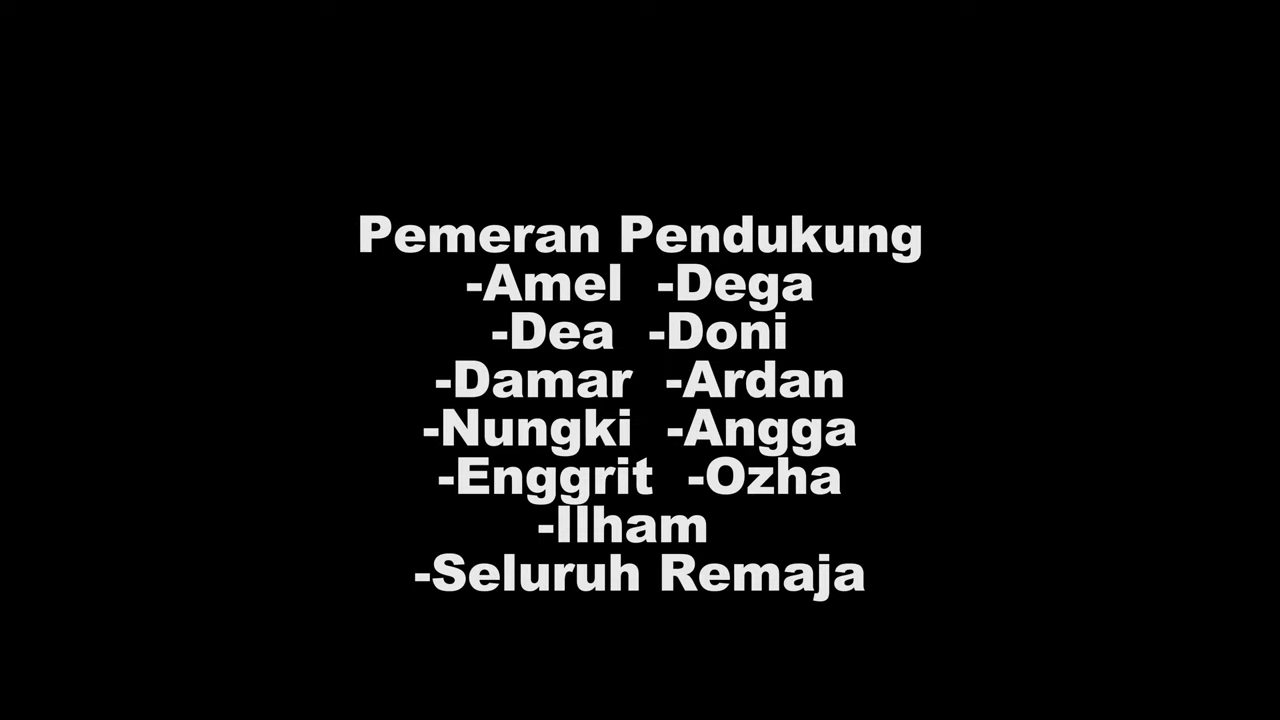 Pemeran Pendukung
-Amel  -Dega
-Dea  -Doni
-Damar  -Ardan
-Nungki  -Angga
-Enggrit  -Ozha
-Ilham
-Seluruh Remaja